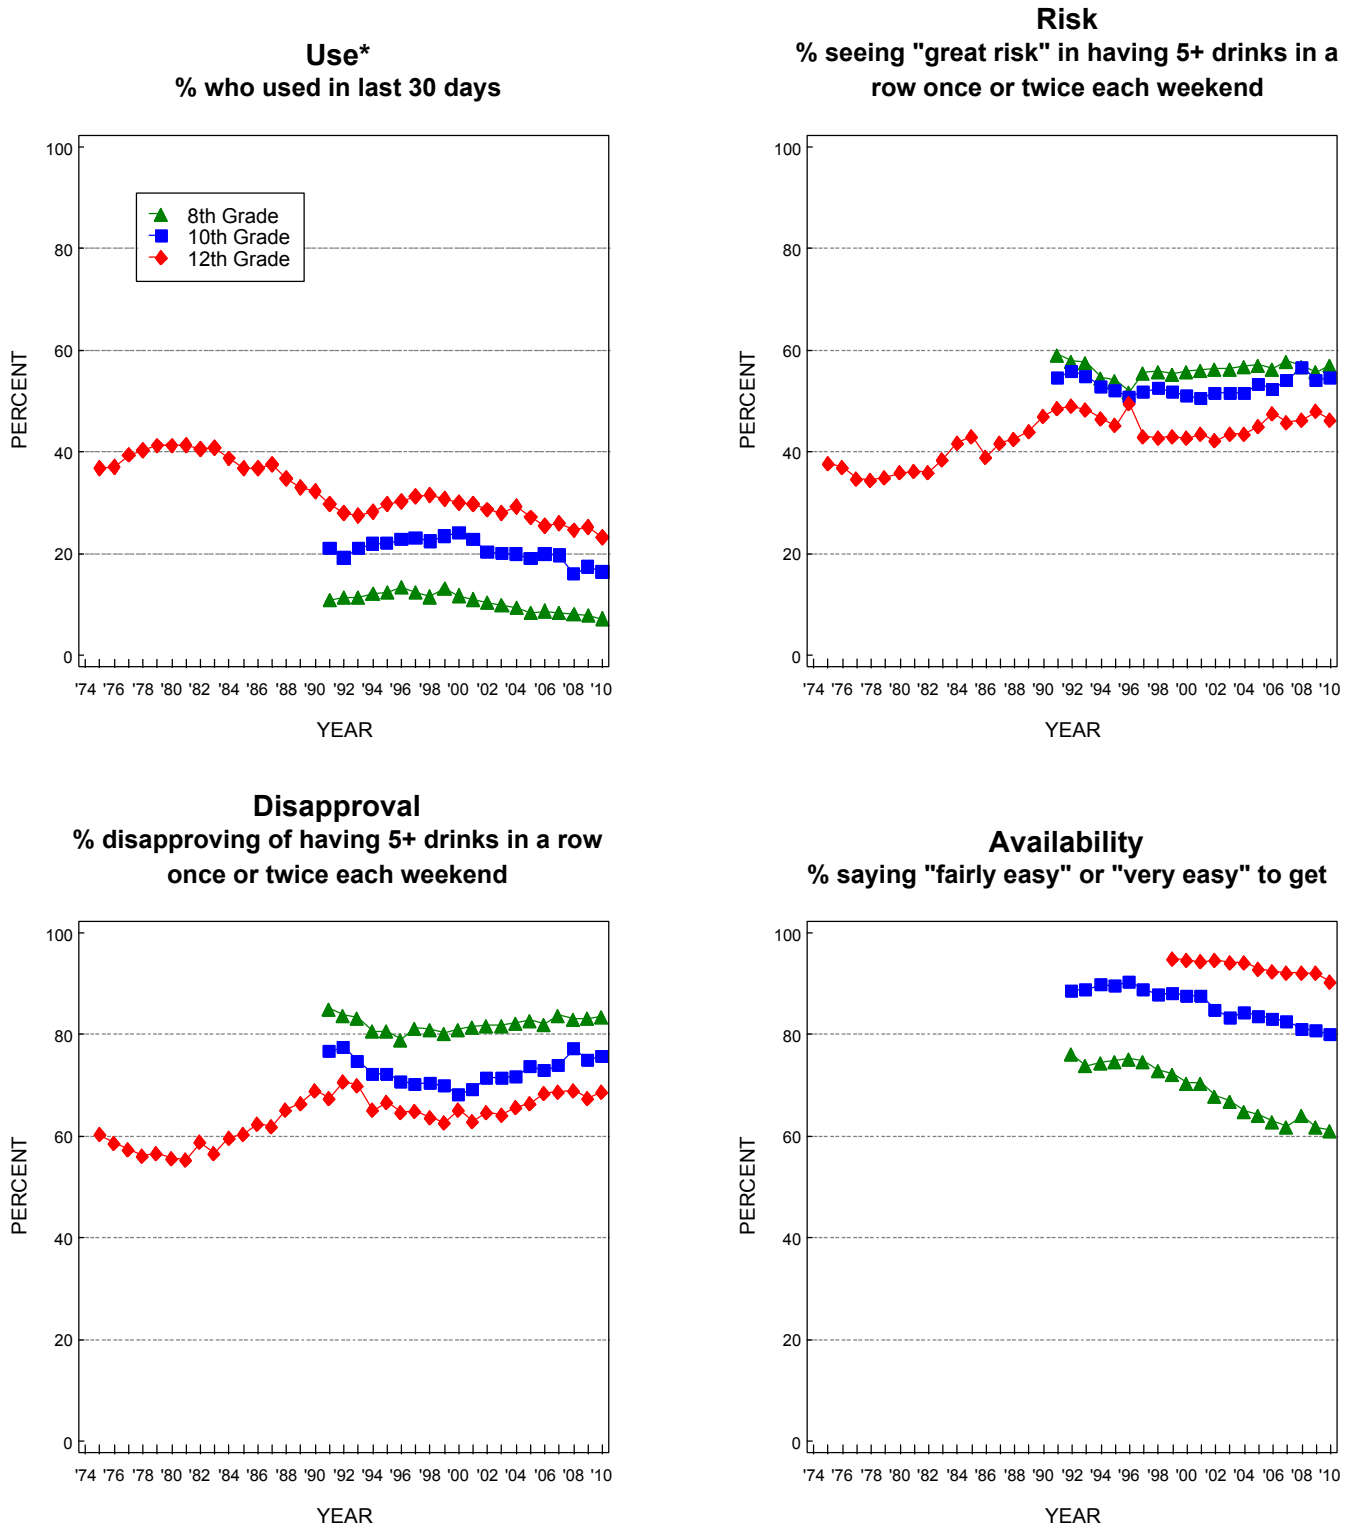 Use*
% who used in last 30 days
100
80
60
40
20
0
PERCENT
8th Grade
10th Grade
12th Grade
'74 '76 '78 '80 '82 '84 '86 '88 '90 '92 '94 '96 '98 '00 '02 '04 '06 '08 '10
YEAR
Risk
% seeing "great risk" in having 5+ drinks in a
row once or twice each weekend
100
80
60
40
20
0
PERCENT
'74 '76 '78 '80 '82 '84 '86 '88 '90 '92 '94 '96 '98 '00 '02 '04 '06 '08 '10
YEAR
Disapproval
% disapproving of having 5+ drinks in a row
once or twice each weekend
100
80
60
40
20
0
PERCENT
'74 '76 '78 '80 '82 '84 '86 '88 '90 '92 '94 '96 '98 '00 '02 '04 '06 '08 '10
YEAR
Availability
% saying "fairly easy" or "very easy" to get
100
80
60
40
20
0
PERCENT
'74 '76 '78 '80 '82 '84 '86 '88 '90 '92 '94 '96 '98 '00 '02 '04 '06 '08 '10
YEAR